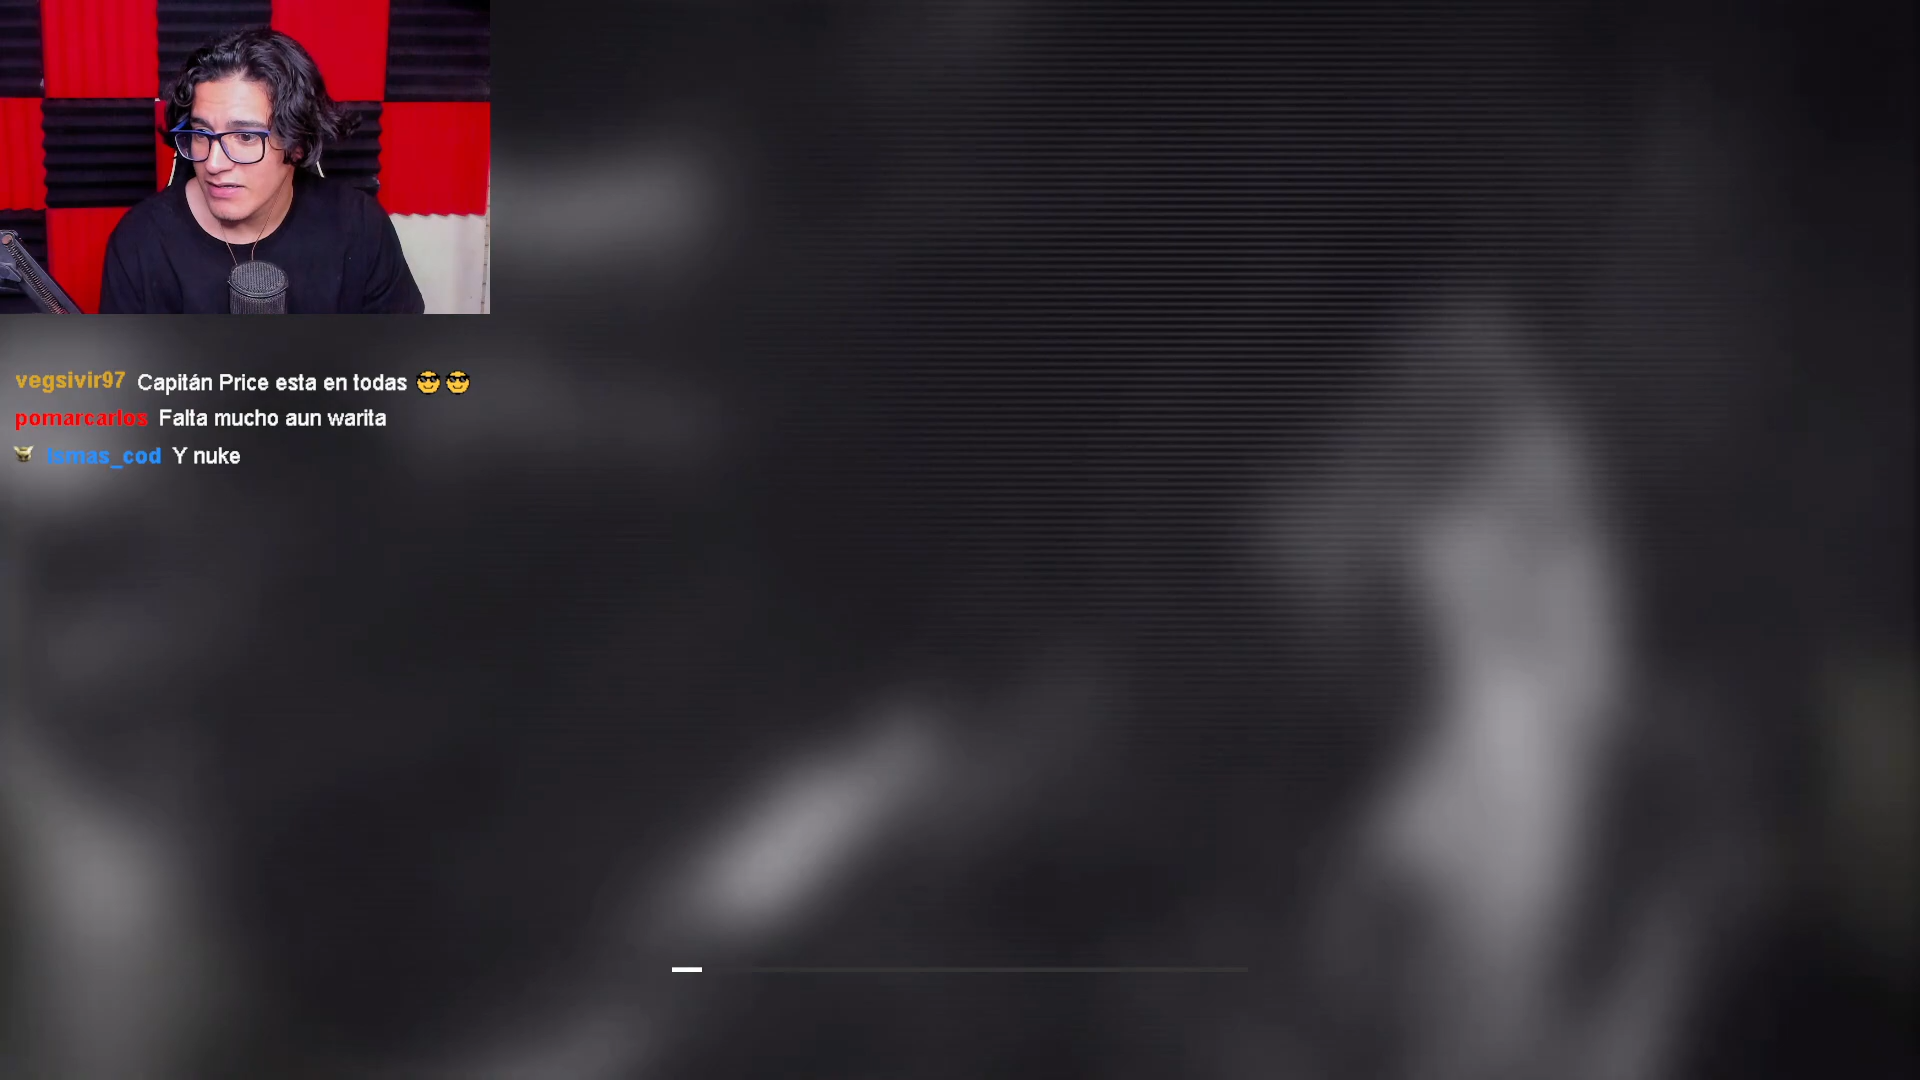 vegsivir97 Capitán Price esta en todas 😎😎
pomarcarlos Falta mucho aun warita
Ismas_cod Y nuke